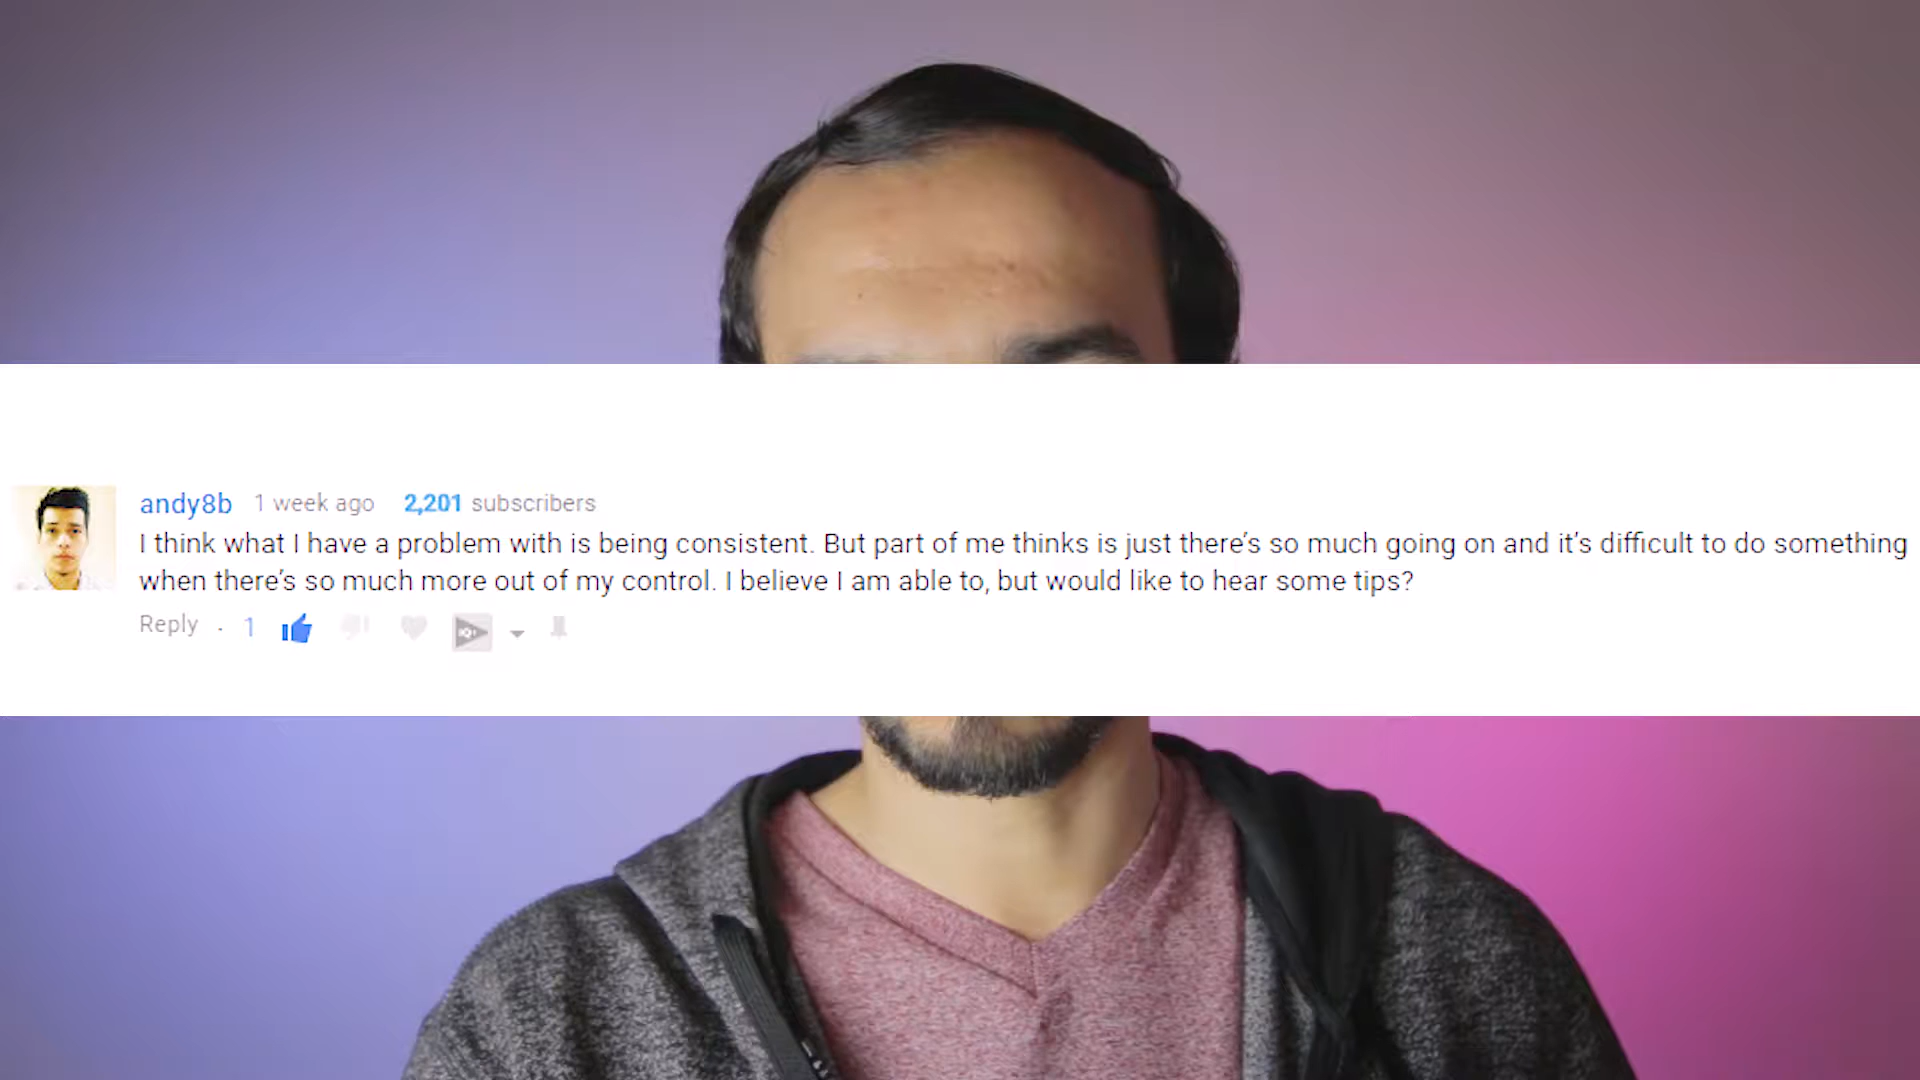 andy8b 1 week ago 2,201 subscribers
I think what I have a problem with is being consistent. But part of me thinks is just there's so much going on and it's difficult to do something
when there's so much more out of my control. I believe I am able to, but would like to hear some tips?
Reply · 1